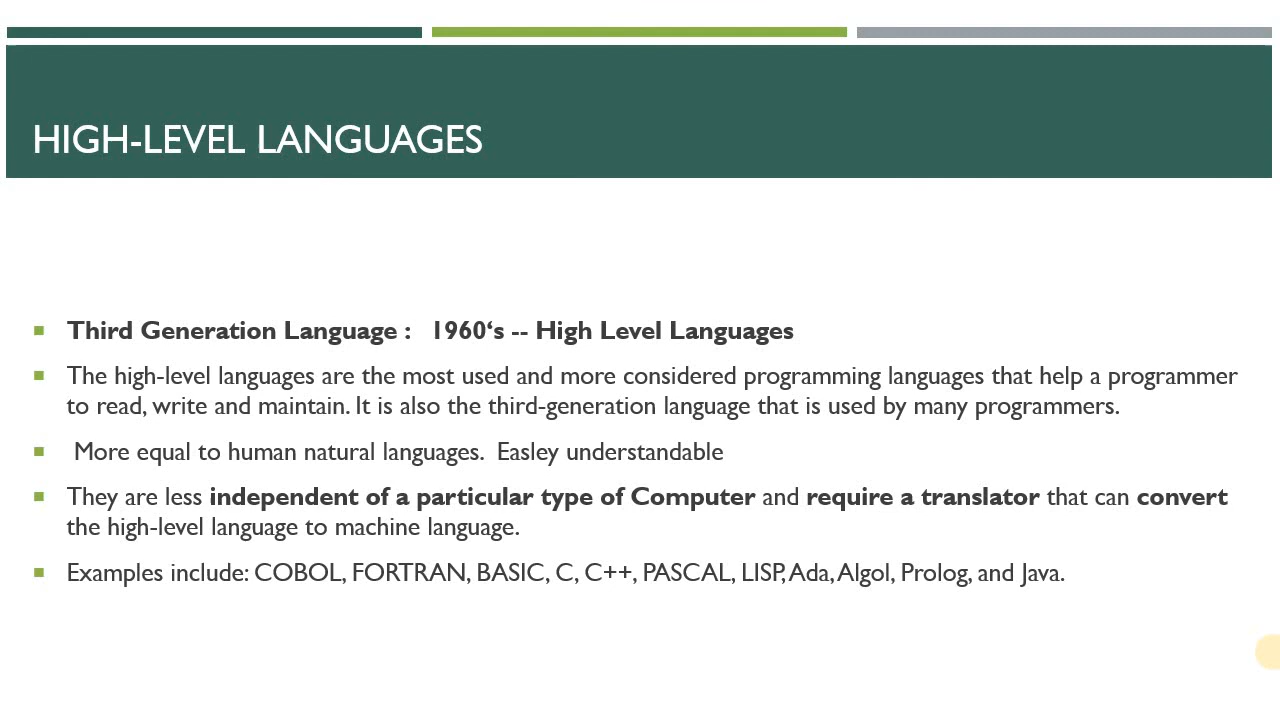 HIGH-LEVEL LANGUAGES
Third Generation Language :   1960‘s -- High Level Languages
The high-level languages are the most used and more considered programming languages that help a programmer
to read, write and maintain. It is also the third-generation language that is used by many programmers.
More equal to human natural languages.  Easley understandable
They are less independent of a particular type of Computer and require a translator that can convert
the high-level language to machine language.
Examples include: COBOL, FORTRAN, BASIC, C, C++, PASCAL, LISP, Ada, Algol, Prolog, and Java.